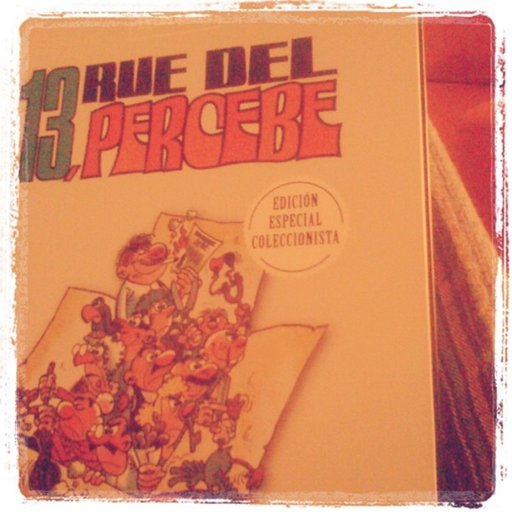 13, RUE DEL
PERCEBE
EDICIÓN
ESPECIAL
COLECCIONISTA